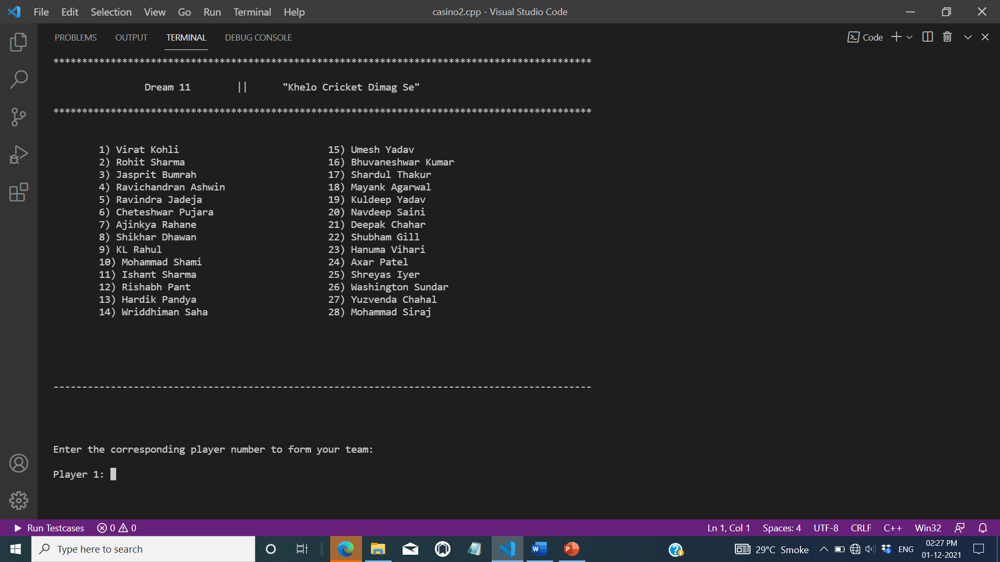 File Edit Selection View Go Run Terminal Help casino2.cpp - Visual Studio Code
PROBLEMS OUTPUT TERMINAL DEBUG CONSOLE Code
**********************************************************************************************
Dream 11 || "Khelo Cricket Dimag Se"
**********************************************************************************************
1) Virat Kohli 15) Umesh Yadav
2) Rohit Sharma 16) Bhuvaneshwar Kumar
3) Jasprit Bumrah 17) Shardul Thakur
4) Ravichandran Ashwin 18) Mayank Agarwal
5) Ravindra Jadeja 19) Kuldeep Yadav
6) Cheteshwar Pujara 20) Navdeep Saini
7) Ajinkya Rahane 21) Deepak Chahar
8) Shikhar Dhawan 22) Shubham Gill
9) KL Rahul 23) Hanuma Vihari
10) Mohammad Shami 24) Axar Patel
11) Ishant Sharma 25) Shreyas Iyer
12) Rishabh Pant 26) Washington Sundar
13) Hardik Pandya 27) Yuzvenda Chahal
14) Wriddhiman Saha 28) Mohammad Siraj
----------------------------------------------------------------------------------------------
Enter the corresponding player number to form your team:
Player 1:
Run Testcases 0 0 Ln 1, Col 1 Spaces: 4 UTF-8 CRLF C++ Win32
Type here to search 29°C Smoke ENG 02:27 PM
01-12-2021